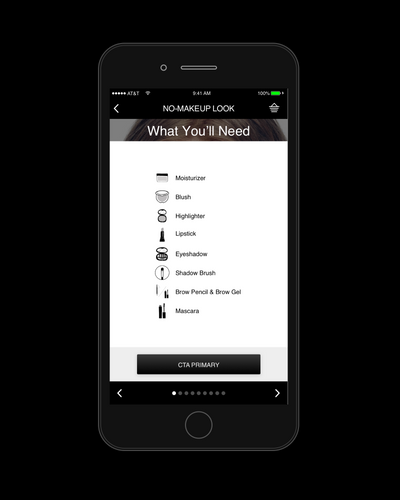 AT&T 9:41 AM 100%
NO-MAKEUP LOOK
What You'll Need
Moisturizer
Blush
Highlighter
Lipstick
Eyeshadow
Shadow Brush
Brow Pencil & Brow Gel
Mascara
CTA PRIMARY